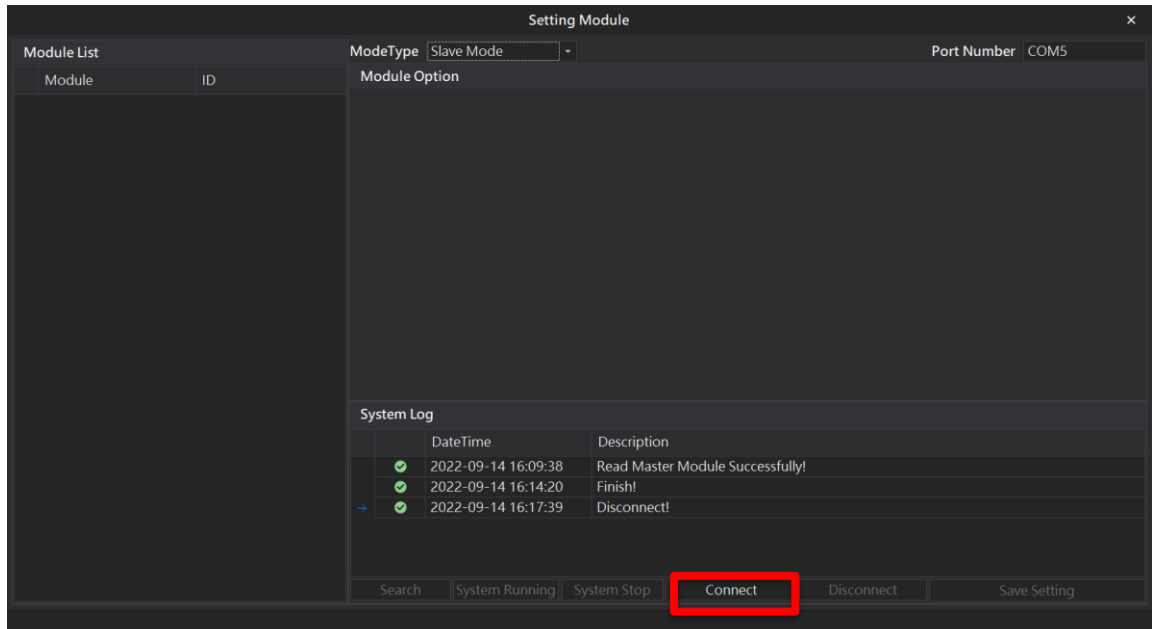 Setting Module
Module List
Module ID
ModeType Slave Mode
Port Number COM5
Module Option
System Log
DateTime Description
2022-09-14 16:09:38 Read Master Module Successfully!
2022-09-14 16:14:20 Finish!
2022-09-14 16:17:39 Disconnect!
Search System Running System Stop Connect Disconnect Save Setting